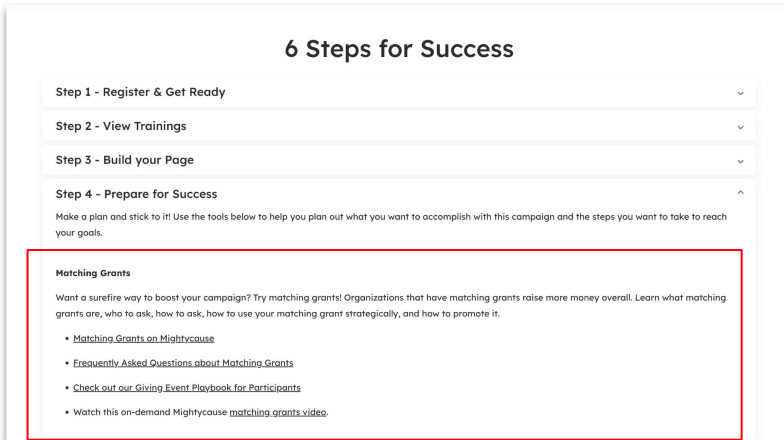 6 Steps for Success
Step 1 - Register & Get Ready
Step 2 - View Trainings
Step 3 - Build your Page
Step 4 - Prepare for Success
Make a plan and stick to it! Use the tools below to help you plan out what you want to accomplish with this campaign and the steps you want to take to reach
your goals.
Matching Grants
Want a surefire way to boost your campaign? Try matching grants! Organizations that have matching grants raise more money overall. Learn what matching
grants are, who to ask, how to ask, how to use your matching grant strategically, and how to promote it.
• Matching Grants on Mightycause
• Frequently Asked Questions about Matching Grants
• Check out our Giving Event Playbook for Participants
• Watch this on-demand Mightycause matching grants video.